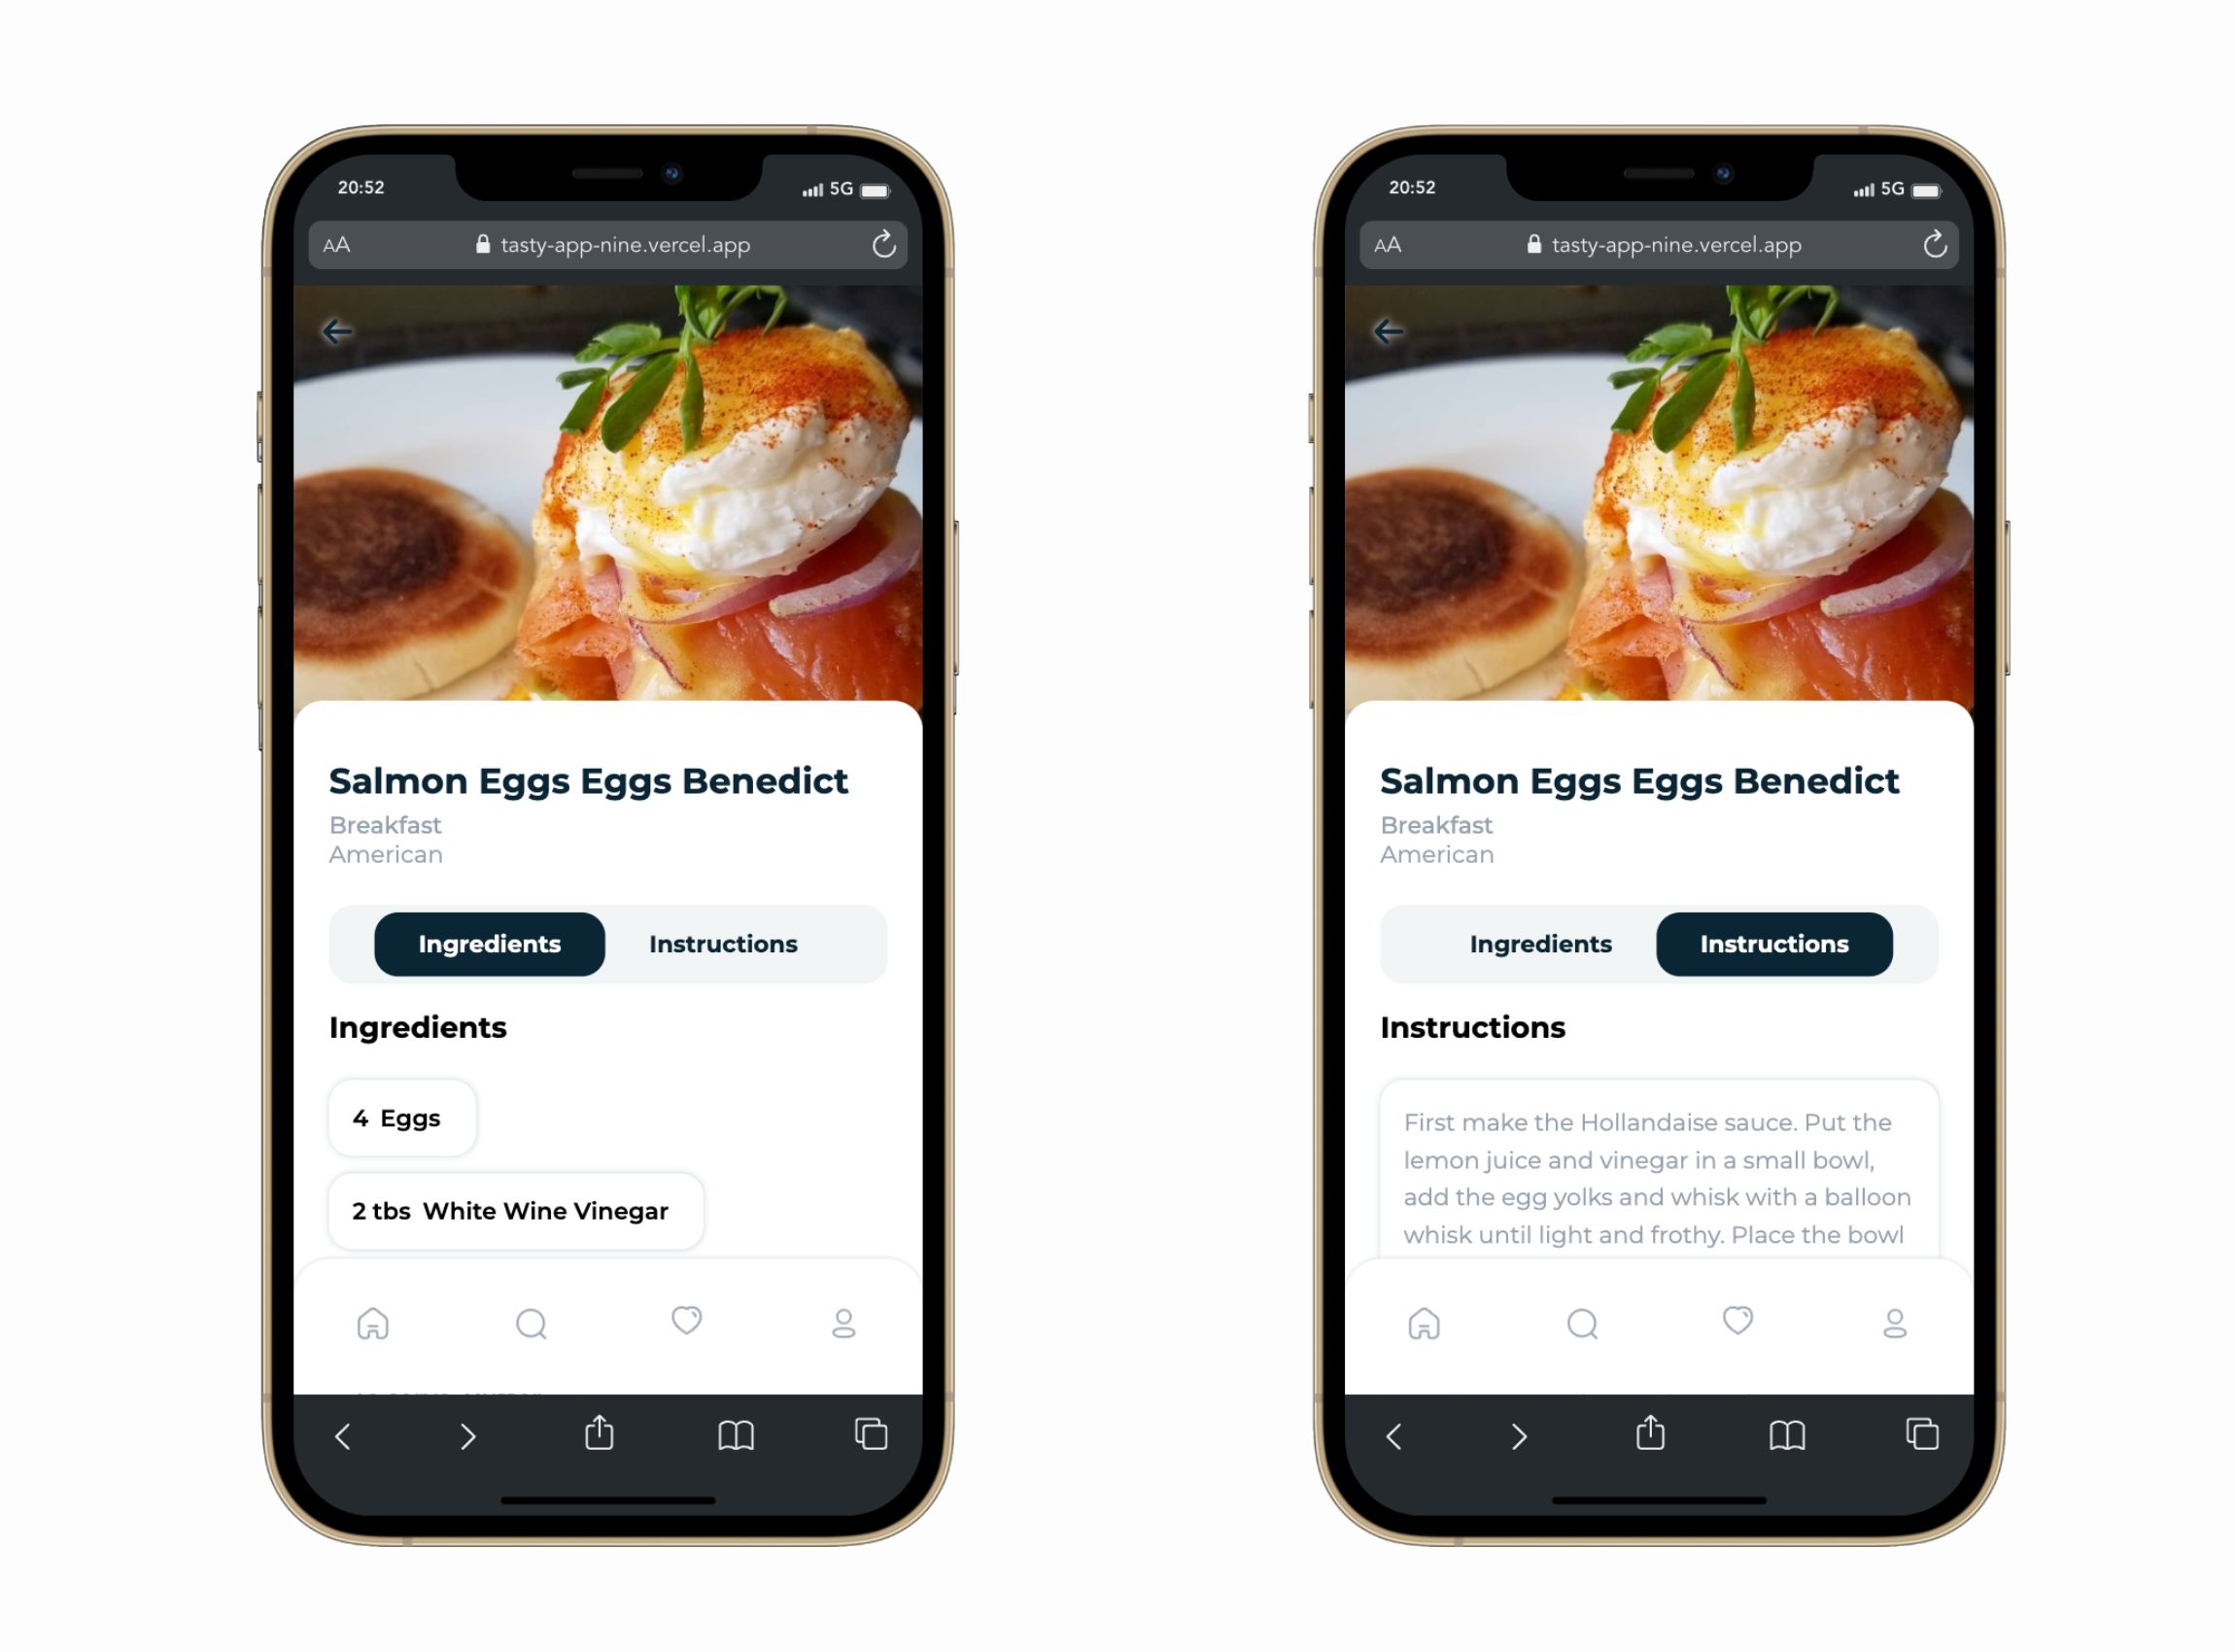 20:52
5G
AA
tasty-app-nine.vercel.app
Salmon Eggs Eggs Benedict
Breakfast
American
Ingredients
Instructions
Ingredients
4 Eggs
2 tbs White Wine Vinegar
20:52
5G
AA
tasty-app-nine.vercel.app
Salmon Eggs Eggs Benedict
Breakfast
American
Ingredients
Instructions
Instructions
First make the Hollandaise sauce. Put the
lemon juice and vinegar in a small bowl,
add the egg yolks and whisk with a balloon
whisk until light and frothy. Place the bowl